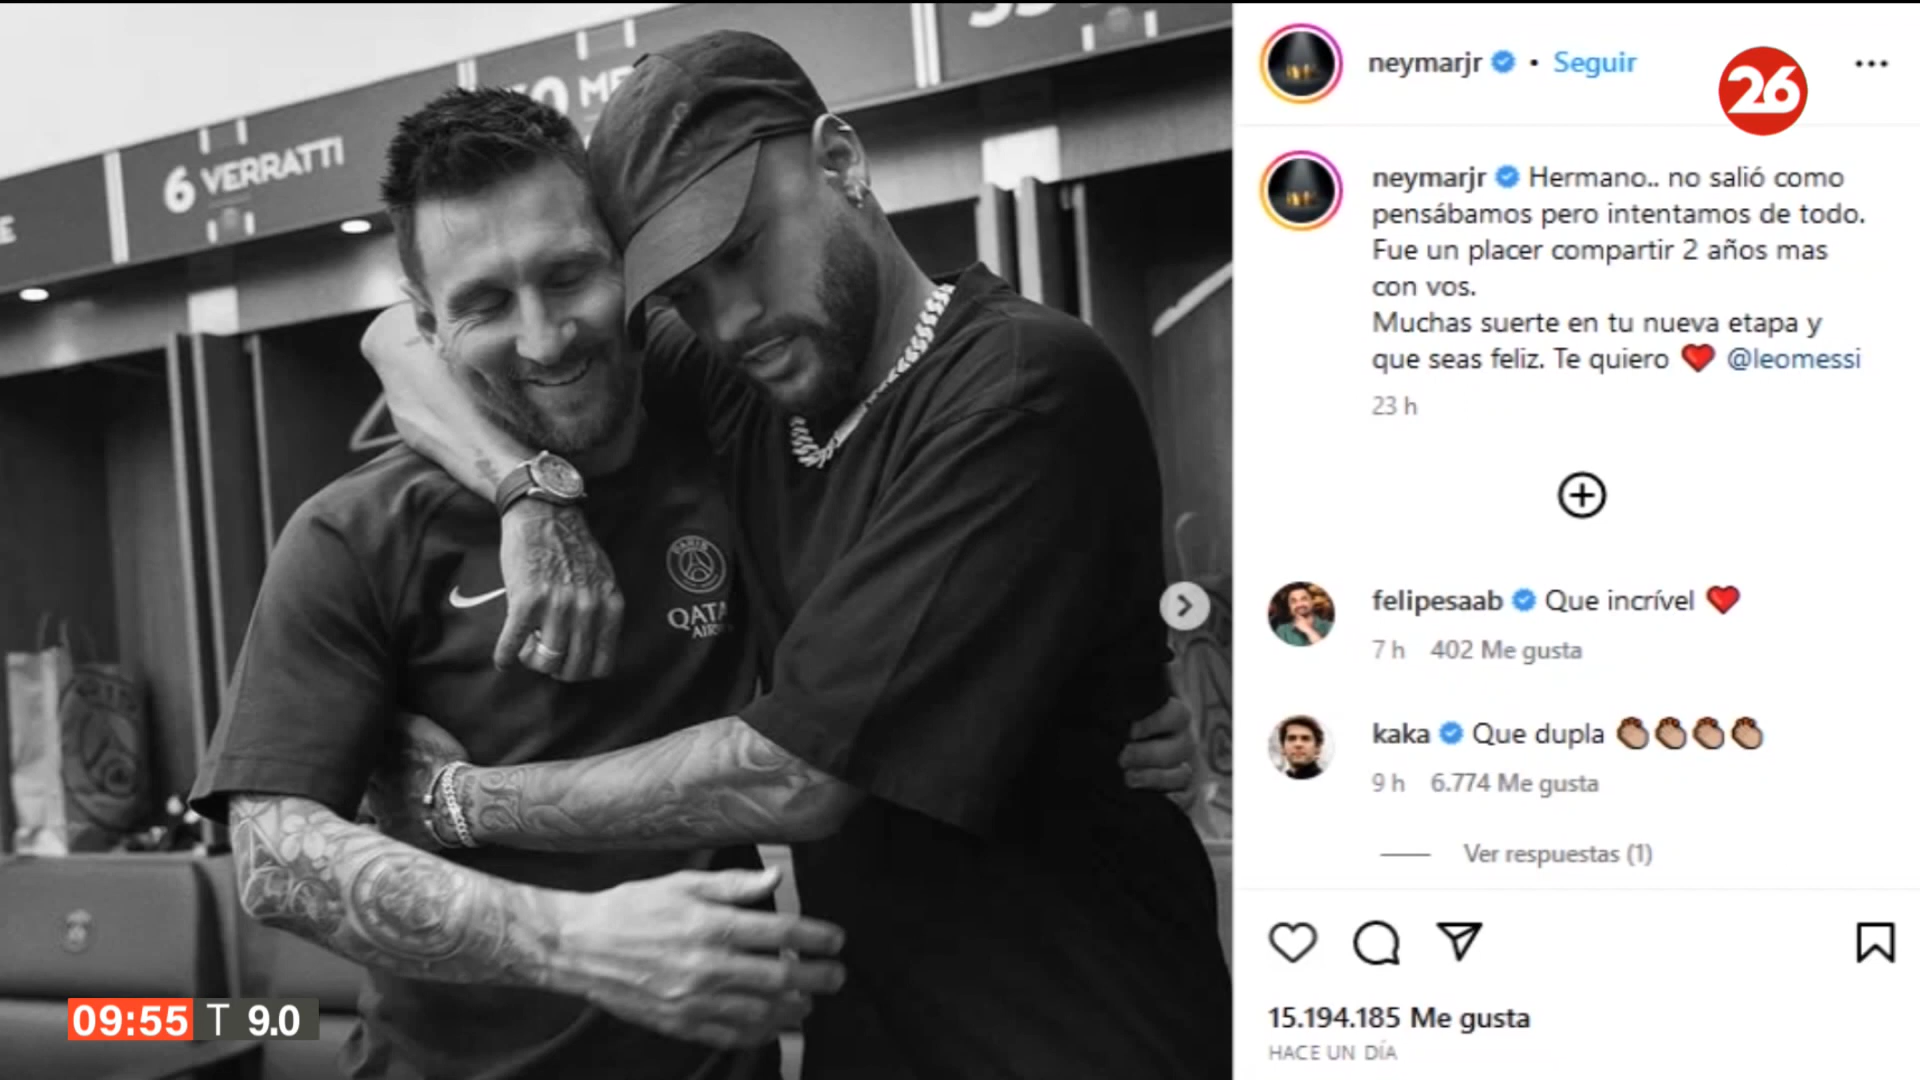 6 VERRATTI
PARIS
QATA
neymarjr • Seguir
26
neymarjr Hermano.. no salió como
pensábamos pero intentamos de todo.
Fue un placer compartir 2 años mas
con vos.
Muchas suerte en tu nueva etapa y
que seas feliz. Te quiero ❤️ @leomessi
23 h
felipesaab Que incrível ❤️
7 h 402 Me gusta
kaka Que dupla 👏🏼👏🏼👏🏼👏🏼
9 h 6.774 Me gusta
Ver respuestas (1)
15.194.185 Me gusta
HACE UN DÍA
09:55 T 9.0